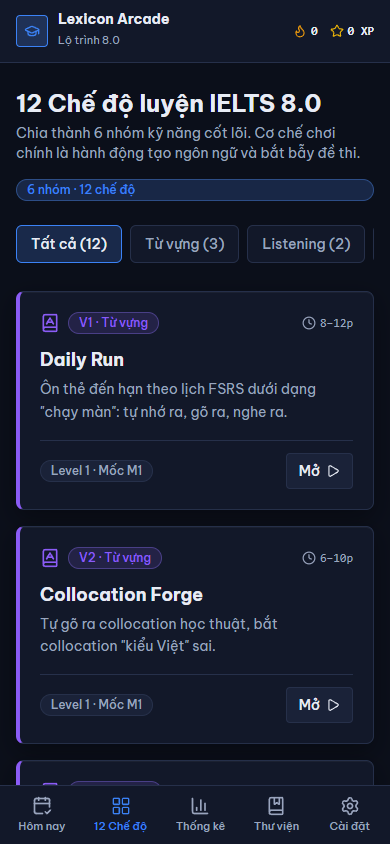 Lexicon Arcade
Lộ trình 8.0
0
0 XP
12 Chế độ luyện IELTS 8.0
Chia thành 6 nhóm kỹ năng cốt lõi. Cơ chế chơi
chính là hành động tạo ngôn ngữ và bắt bẫy đề thi.
6 nhóm · 12 chế độ
Tất cả (12)
Từ vựng (3)
Listening (2)
V1 · Từ vựng
8–12p
Daily Run
Ôn thẻ đến hạn theo lịch FSRS dưới dạng
"chạy màn": tự nhớ ra, gõ ra, nghe ra.
Level 1 · Mốc M1
Mở
V2 · Từ vựng
6–10p
Collocation Forge
Tự gõ ra collocation học thuật, bắt
collocation "kiểu Việt" sai.
Level 1 · Mốc M1
Mở
Hôm nay
12 Chế độ
Thống kê
Thư viện
Cài đặt